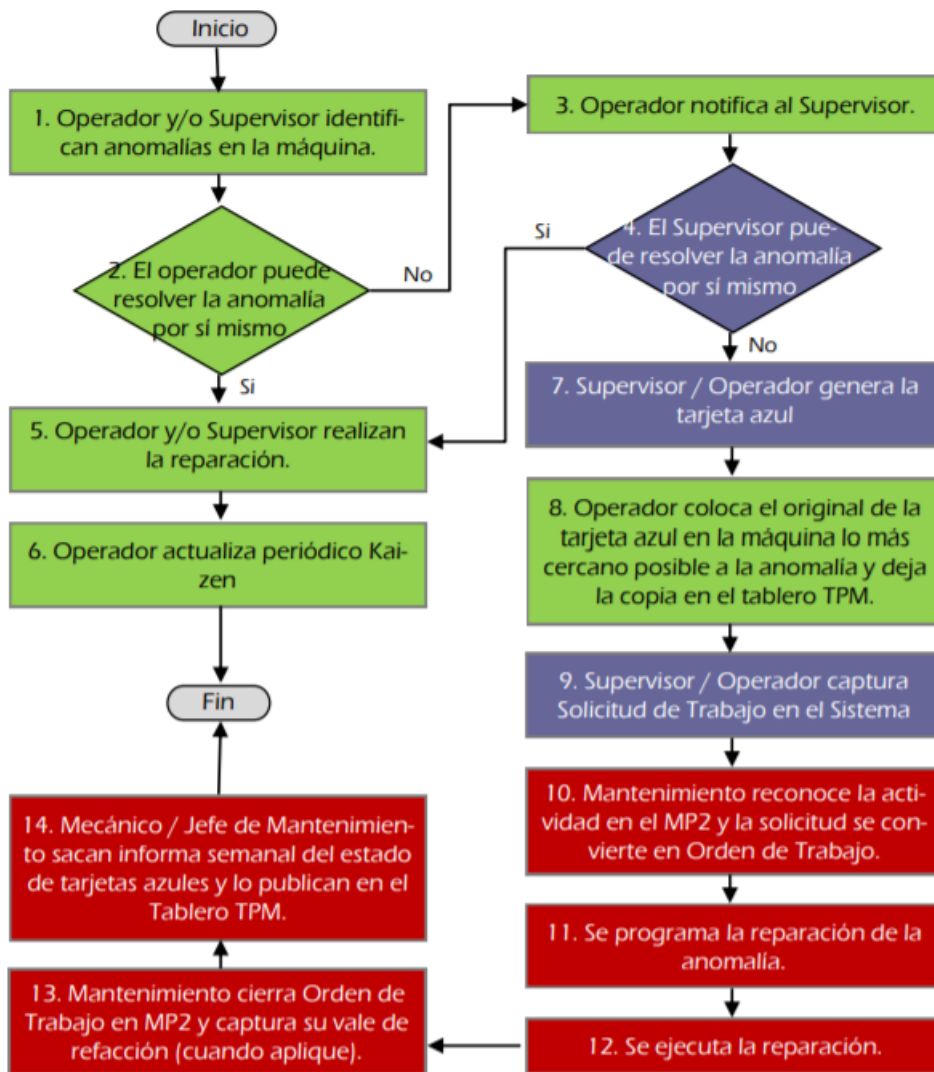 Inicio
1. Operador y/o Supervisor identifi-
can anomalías en la máquina.
2. El operador puede
resolver la anomalía
por sí mismo
No
Si
3. Operador notifica al Supervisor.
4. El Supervisor pue-
de resolver la anomalía
por sí mismo
Si
No
5. Operador y/o Supervisor realizan
la reparación.
6. Operador actualiza periódico Kai-
zen
7. Supervisor / Operador genera la
tarjeta azul
8. Operador coloca el original de la
tarjeta azul en la máquina lo más
cercano posible a la anomalía y deja
la copia en el tablero TPM.
9. Supervisor / Operador captura
Solicitud de Trabajo en el Sistema
10. Mantenimiento reconoce la acti-
vidad en el MP2 y la solicitud se con-
vierte en Orden de Trabajo.
11. Se programa la reparación de la
anomalía.
12. Se ejecuta la reparación.
13. Mantenimiento cierra Orden de
Trabajo en MP2 y captura su vale de
refacción (cuando aplique).
14. Mecánico / Jefe de Mantenimien-
to sacan informa semanal del estado
de tarjetas azules y lo publican en el
Tablero TPM.
Fin